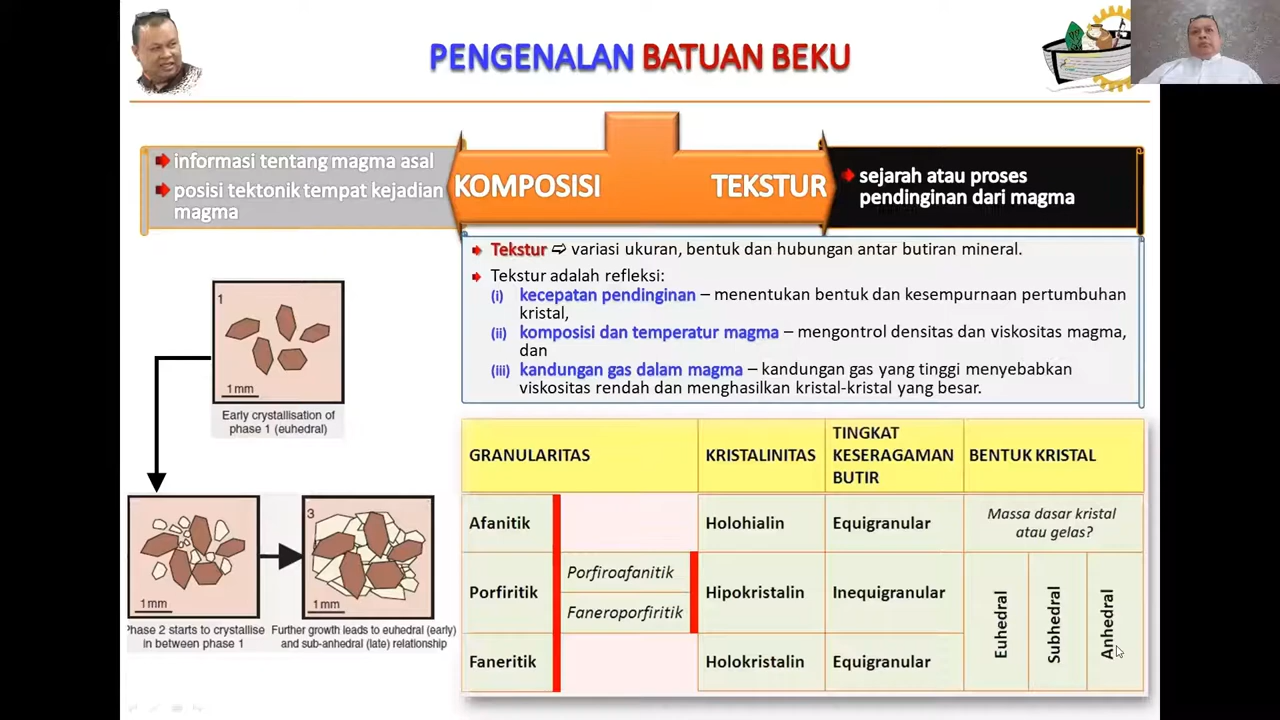 PENGENALAN BATUAN BEKU
informasi tentang magma asal
posisi tektonik tempat kejadian
magma
KOMPOSISI
TEKSTUR
sejarah atau proses
pendinginan dari magma
Tekstur ⇨ variasi ukuran, bentuk dan hubungan antar butiran mineral.
Tekstur adalah refleksi:
(i) kecepatan pendinginan – menentukan bentuk dan kesempurnaan pertumbuhan
kristal,
(ii) komposisi dan temperatur magma – mengontrol densitas dan viskositas magma,
dan
(iii) kandungan gas dalam magma – kandungan gas yang tinggi menyebabkan
viskositas rendah dan menghasilkan kristal-kristal yang besar.
1
1mm
Early crystallisation of
phase 1 (euhedral)
1mm
Phase 2 starts to crystallise
in between phase 1
3
1mm
Further growth leads to euhedral (early)
and sub-anhedral (late) relationship
GRANULARITAS
KRISTALINITAS
TINGKAT
KESERAGAMAN
BUTIR
BENTUK KRISTAL
Afanitik
Holohialin
Equigranular
Massa dasar kristal
atau gelas?
Porfiritik
Porfiroafanitik
Faneroporfiritik
Hipokristalin
Inequigranular
Faneritik
Holokristalin
Equigranular
Euhedral
Subhedral
Anhedral